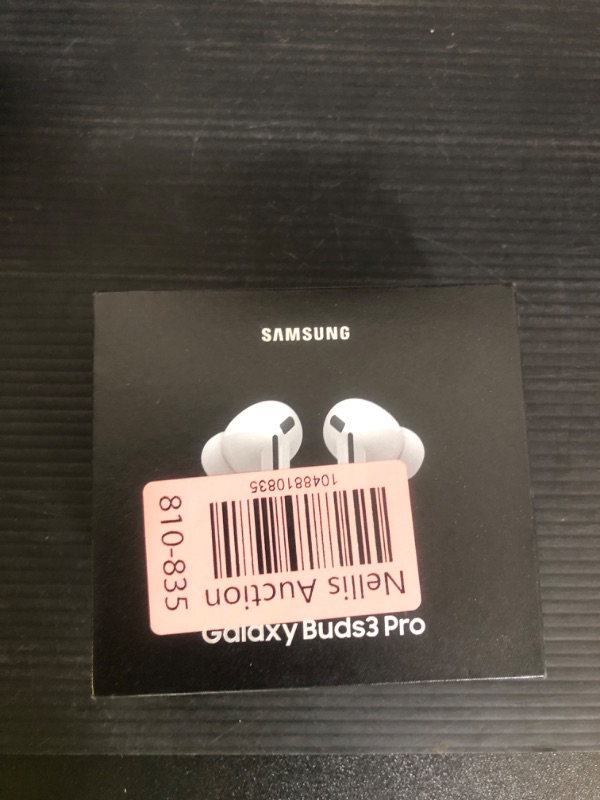 SAMSUNG
1048810835
Nellis Auction
810-835
Galaxy Buds3 Pro